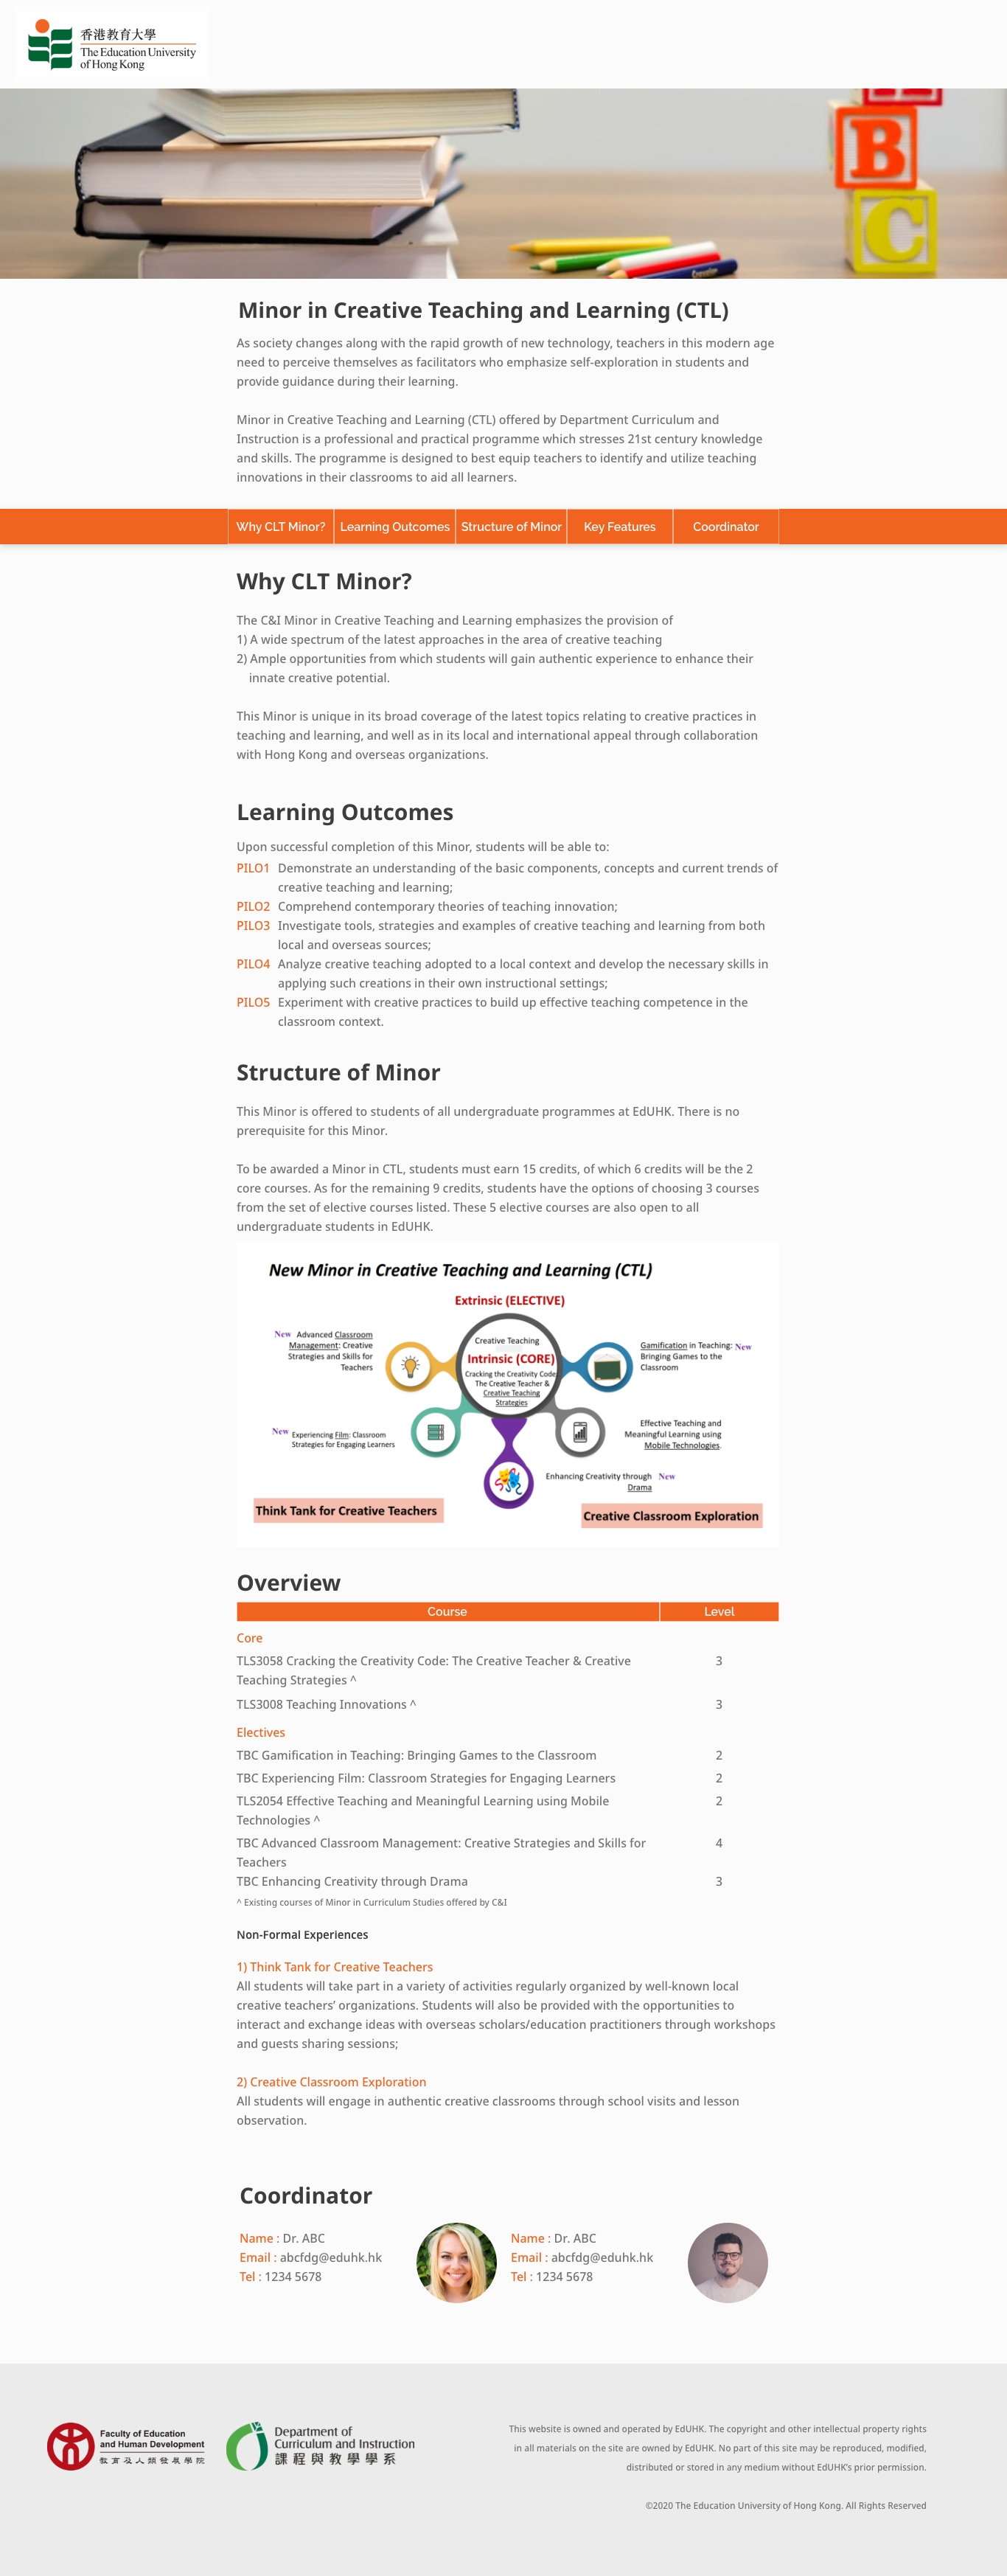 香港教育大學
The Education University
of Hong Kong
B
C
Minor in Creative Teaching and Learning (CTL)
As society changes along with the rapid growth of new technology, teachers in this modern age
need to perceive themselves as facilitators who emphasize self-exploration in students and
provide guidance during their learning.
Minor in Creative Teaching and Learning (CTL) offered by Department Curriculum and
Instruction is a professional and practical programme which stresses 21st century knowledge
and skills. The programme is designed to best equip teachers to identify and utilize teaching
innovations in their classrooms to aid all learners.
Why CLT Minor? Learning Outcomes Structure of Minor Key Features Coordinator
Why CLT Minor?
The C&I Minor in Creative Teaching and Learning emphasizes the provision of
1) A wide spectrum of the latest approaches in the area of creative teaching
2) Ample opportunities from which students will gain authentic experience to enhance their
innate creative potential.
This Minor is unique in its broad coverage of the latest topics relating to creative practices in
teaching and learning, and well as in its local and international appeal through collaboration
with Hong Kong and overseas organizations.
Learning Outcomes
Upon successful completion of this Minor, students will be able to:
PILO1 Demonstrate an understanding of the basic components, concepts and current trends of
creative teaching and learning;
PILO2 Comprehend contemporary theories of teaching innovation;
PILO3 Investigate tools, strategies and examples of creative teaching and learning from both
local and overseas sources;
PILO4 Analyze creative teaching adopted to a local context and develop the necessary skills in
applying such creations in their own instructional settings;
PILO5 Experiment with creative practices to build up effective teaching competence in the
classroom context.
Structure of Minor
This Minor is offered to students of all undergraduate programmes at EdUHK. There is no
prerequisite for this Minor.
To be awarded a Minor in CTL, students must earn 15 credits, of which 6 credits will be the 2
core courses. As for the remaining 9 credits, students have the options of choosing 3 courses
from the set of elective courses listed. These 5 elective courses are also open to all
undergraduate students in EdUHK.
New Minor in Creative Teaching and Learning (CTL)
Extrinsic (ELECTIVE)
New Advanced Classroom
Management: Creative
Strategies and Skills for
Teachers
Creative Teaching
Intrinsic (CORE)
Cracking the Creativity Code
The Creative Teacher &
Creative Teaching
Strategies
Gamification in Teaching: New
Bringing Games to the
Classroom
New Experiencing Film: Classroom
Strategies for Engaging Learners
Effective Teaching and
Meaningful Learning using
Mobile Technologies.
Enhancing Creativity through New
Drama
Think Tank for Creative Teachers
Creative Classroom Exploration
Overview
Course Level
Core
TLS3058 Cracking the Creativity Code: The Creative Teacher & Creative 3
Teaching Strategies ^
TLS3008 Teaching Innovations ^ 3
Electives
TBC Gamification in Teaching: Bringing Games to the Classroom 2
TBC Experiencing Film: Classroom Strategies for Engaging Learners 2
TLS2054 Effective Teaching and Meaningful Learning using Mobile 2
Technologies ^
TBC Advanced Classroom Management: Creative Strategies and Skills for 4
Teachers
TBC Enhancing Creativity through Drama 3
^ Existing courses of Minor in Curriculum Studies offered by C&I
Non-Formal Experiences
1) Think Tank for Creative Teachers
All students will take part in a variety of activities regularly organized by well-known local
creative teachers’ organizations. Students will also be provided with the opportunities to
interact and exchange ideas with overseas scholars/education practitioners through workshops
and guests sharing sessions;
2) Creative Classroom Exploration
All students will engage in authentic creative classrooms through school visits and lesson
observation.
Coordinator
Name : Dr. ABC
Email : abcfdg@eduhk.hk
Tel : 1234 5678
Name : Dr. ABC
Email : abcfdg@eduhk.hk
Tel : 1234 5678
Faculty of Education
and Human Development
教育及人類發展學院
Department of
Curriculum and Instruction
課程與教學學系
This website is owned and operated by EdUHK. The copyright and other intellectual property rights
in all materials on the site are owned by EdUHK. No part of this site may be reproduced, modified,
distributed or stored in any medium without EdUHK’s prior permission.
©2020 The Education University of Hong Kong. All Rights Reserved